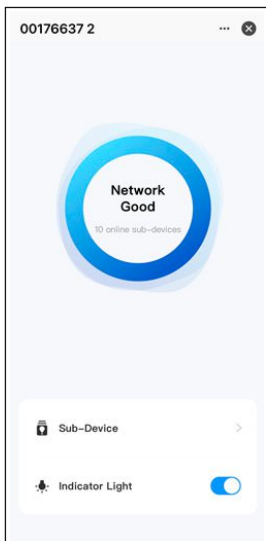 00176637 2
Network
Good
10 online sub-devices
Sub-Device
Indicator Light